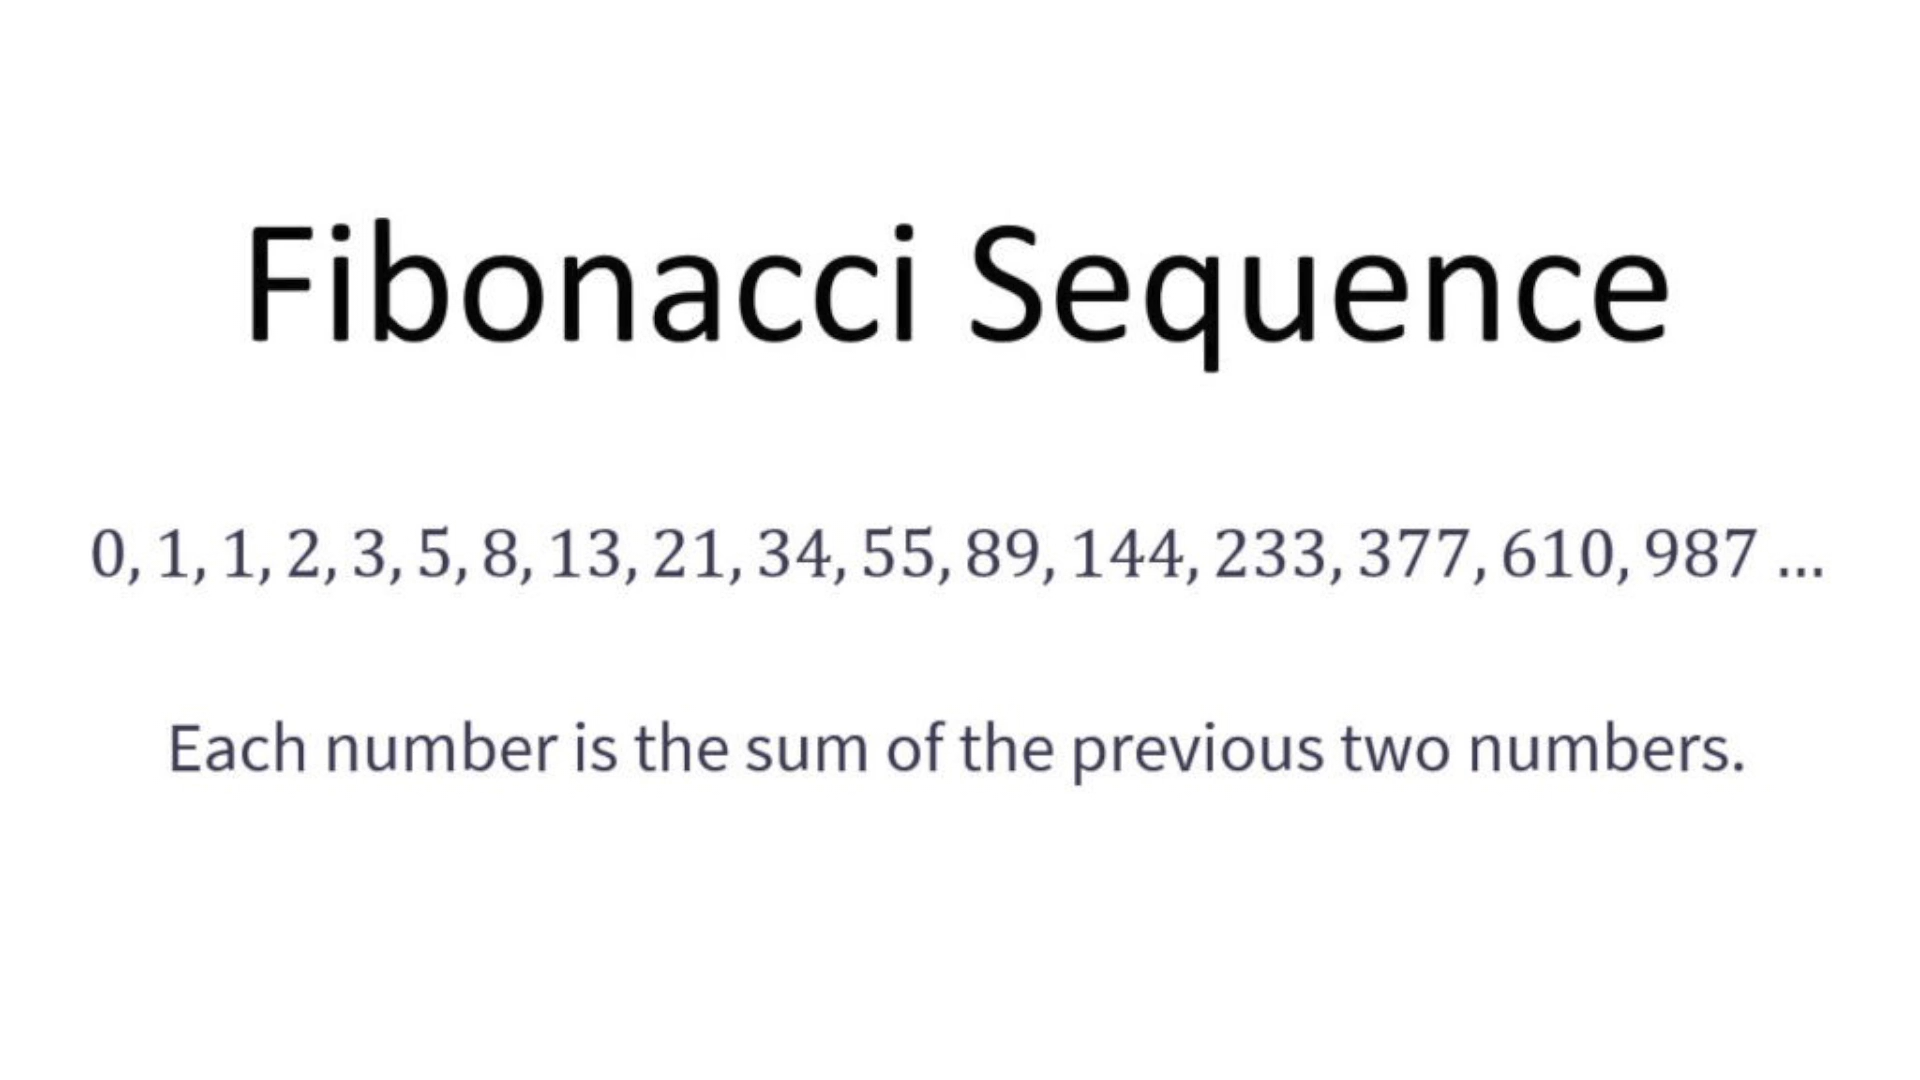 Fibonacci Sequence
0, 1, 1, 2, 3, 5, 8, 13, 21, 34, 55, 89, 144, 233, 377, 610, 987 ...
Each number is the sum of the previous two numbers.